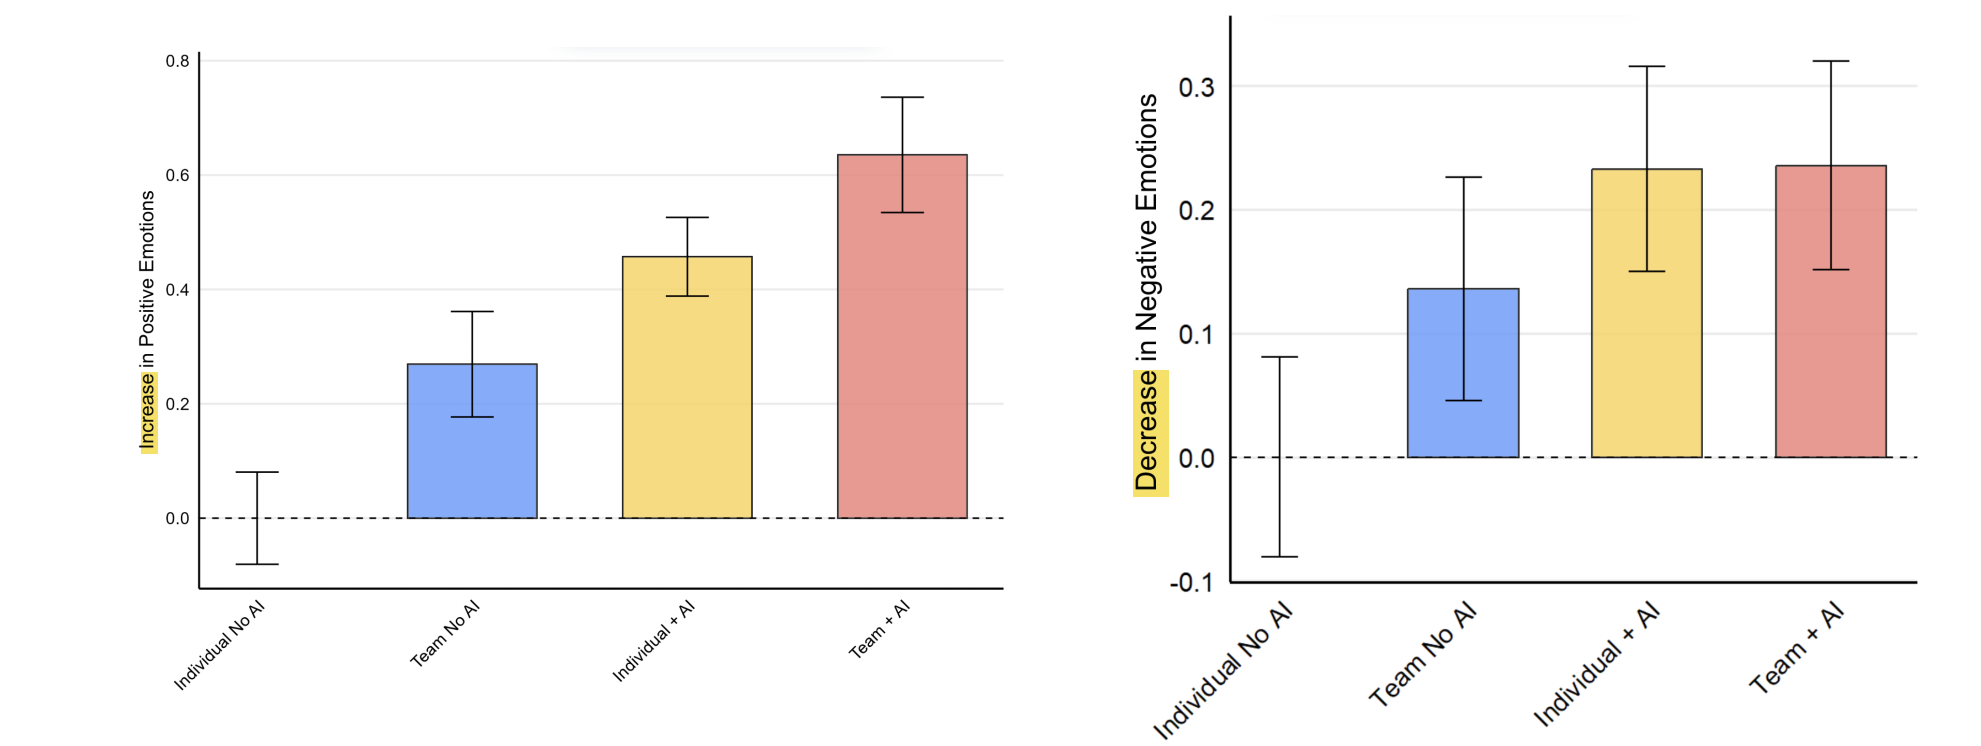 Increase in Positive Emotions
0.8
0.6
0.4
0.2
0.0
Individual No AI
Team No AI
Individual + AI
Team + AI
Decrease in Negative Emotions
0.3
0.2
0.1
0.0
-0.1
Individual No AI
Team No AI
Individual + AI
Team + AI